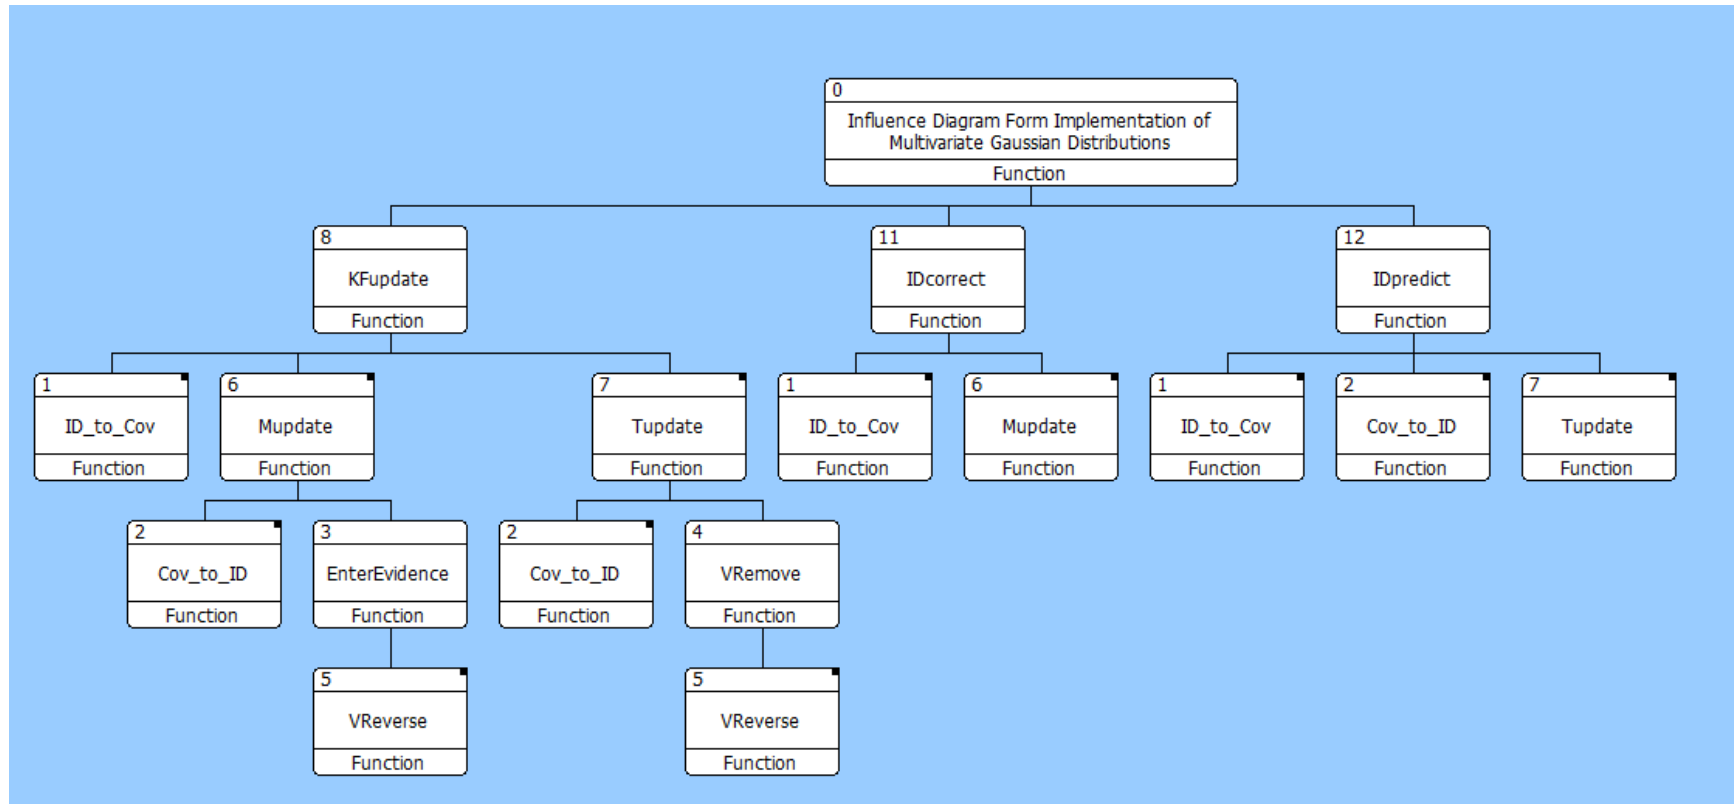 0
Influence Diagram Form Implementation of
Multivariate Gaussian Distributions
Function
8
KFupdate
Function
11
IDcorrect
Function
12
IDpredict
Function
1
ID_to_Cov
Function
6
Mupdate
Function
7
Tupdate
Function
1
ID_to_Cov
Function
6
Mupdate
Function
1
ID_to_Cov
Function
2
Cov_to_ID
Function
7
Tupdate
Function
2
Cov_to_ID
Function
3
EnterEvidence
Function
2
Cov_to_ID
Function
4
VRemove
Function
5
VReverse
Function
5
VReverse
Function